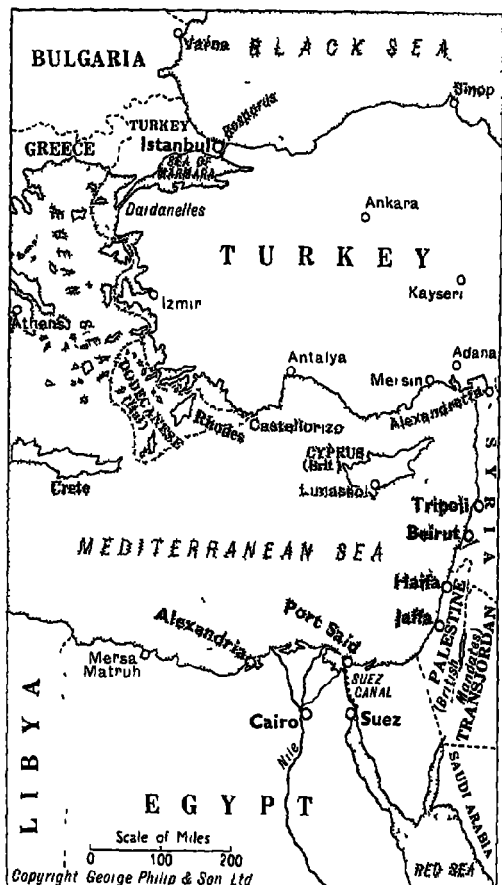 Varna
BLACK SEA
BULGARIA
Sinop
Bosporus
TURKEY
Istanbul
GREECE
SEA OF
MARMARA
Dardanelles
Ankara
TURKEY
Kayseri
Izmir
Athens
Antalya
Adana
Mersin
Alexandretta
DODECANESE
(Ital)
Rhodes
Castellorizo
CYPRUS
(Brit)
Limassol
SYRIA
Crete
Tripoli
Beirut
MEDITERRANEAN SEA
Haifa
Jaffa
PALESTINE
(British
Mandates)
TRANSJORDAN
Alexandria
Port Said
Mersa
Matruh
SUEZ
CANAL
Cairo
Suez
LIBYA
Nile
SAUDI ARABIA
EGYPT
Scale of Miles
0 100 200
RED SEA
Copyright George Philip & Son Ltd